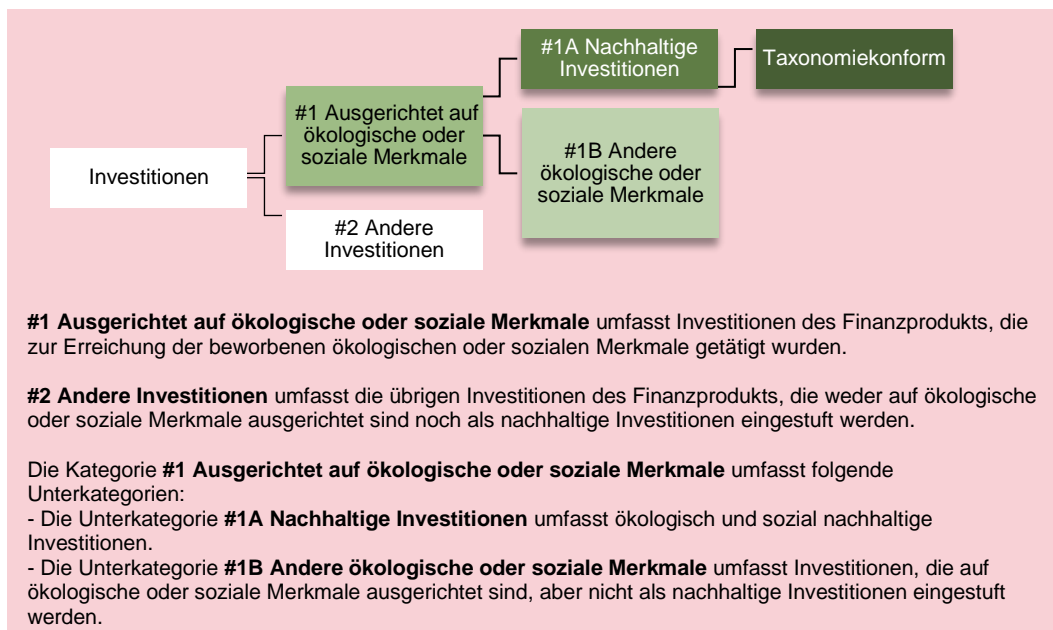 #1A Nachhaltige
Investitionen
Taxonomiekonform
#1 Ausgerichtet auf
ökologische oder
soziale Merkmale
#1B Andere
ökologische oder
soziale Merkmale
Investitionen
#2 Andere
Investitionen
#1 Ausgerichtet auf ökologische oder soziale Merkmale umfasst Investitionen des Finanzprodukts, die
zur Erreichung der beworbenen ökologischen oder sozialen Merkmale getätigt wurden.
#2 Andere Investitionen umfasst die übrigen Investitionen des Finanzprodukts, die weder auf ökologische
oder soziale Merkmale ausgerichtet sind noch als nachhaltige Investitionen eingestuft werden.
Die Kategorie #1 Ausgerichtet auf ökologische oder soziale Merkmale umfasst folgende
Unterkategorien:
- Die Unterkategorie #1A Nachhaltige Investitionen umfasst ökologisch und sozial nachhaltige
Investitionen.
- Die Unterkategorie #1B Andere ökologische oder soziale Merkmale umfasst Investitionen, die auf
ökologische oder soziale Merkmale ausgerichtet sind, aber nicht als nachhaltige Investitionen eingestuft
werden.